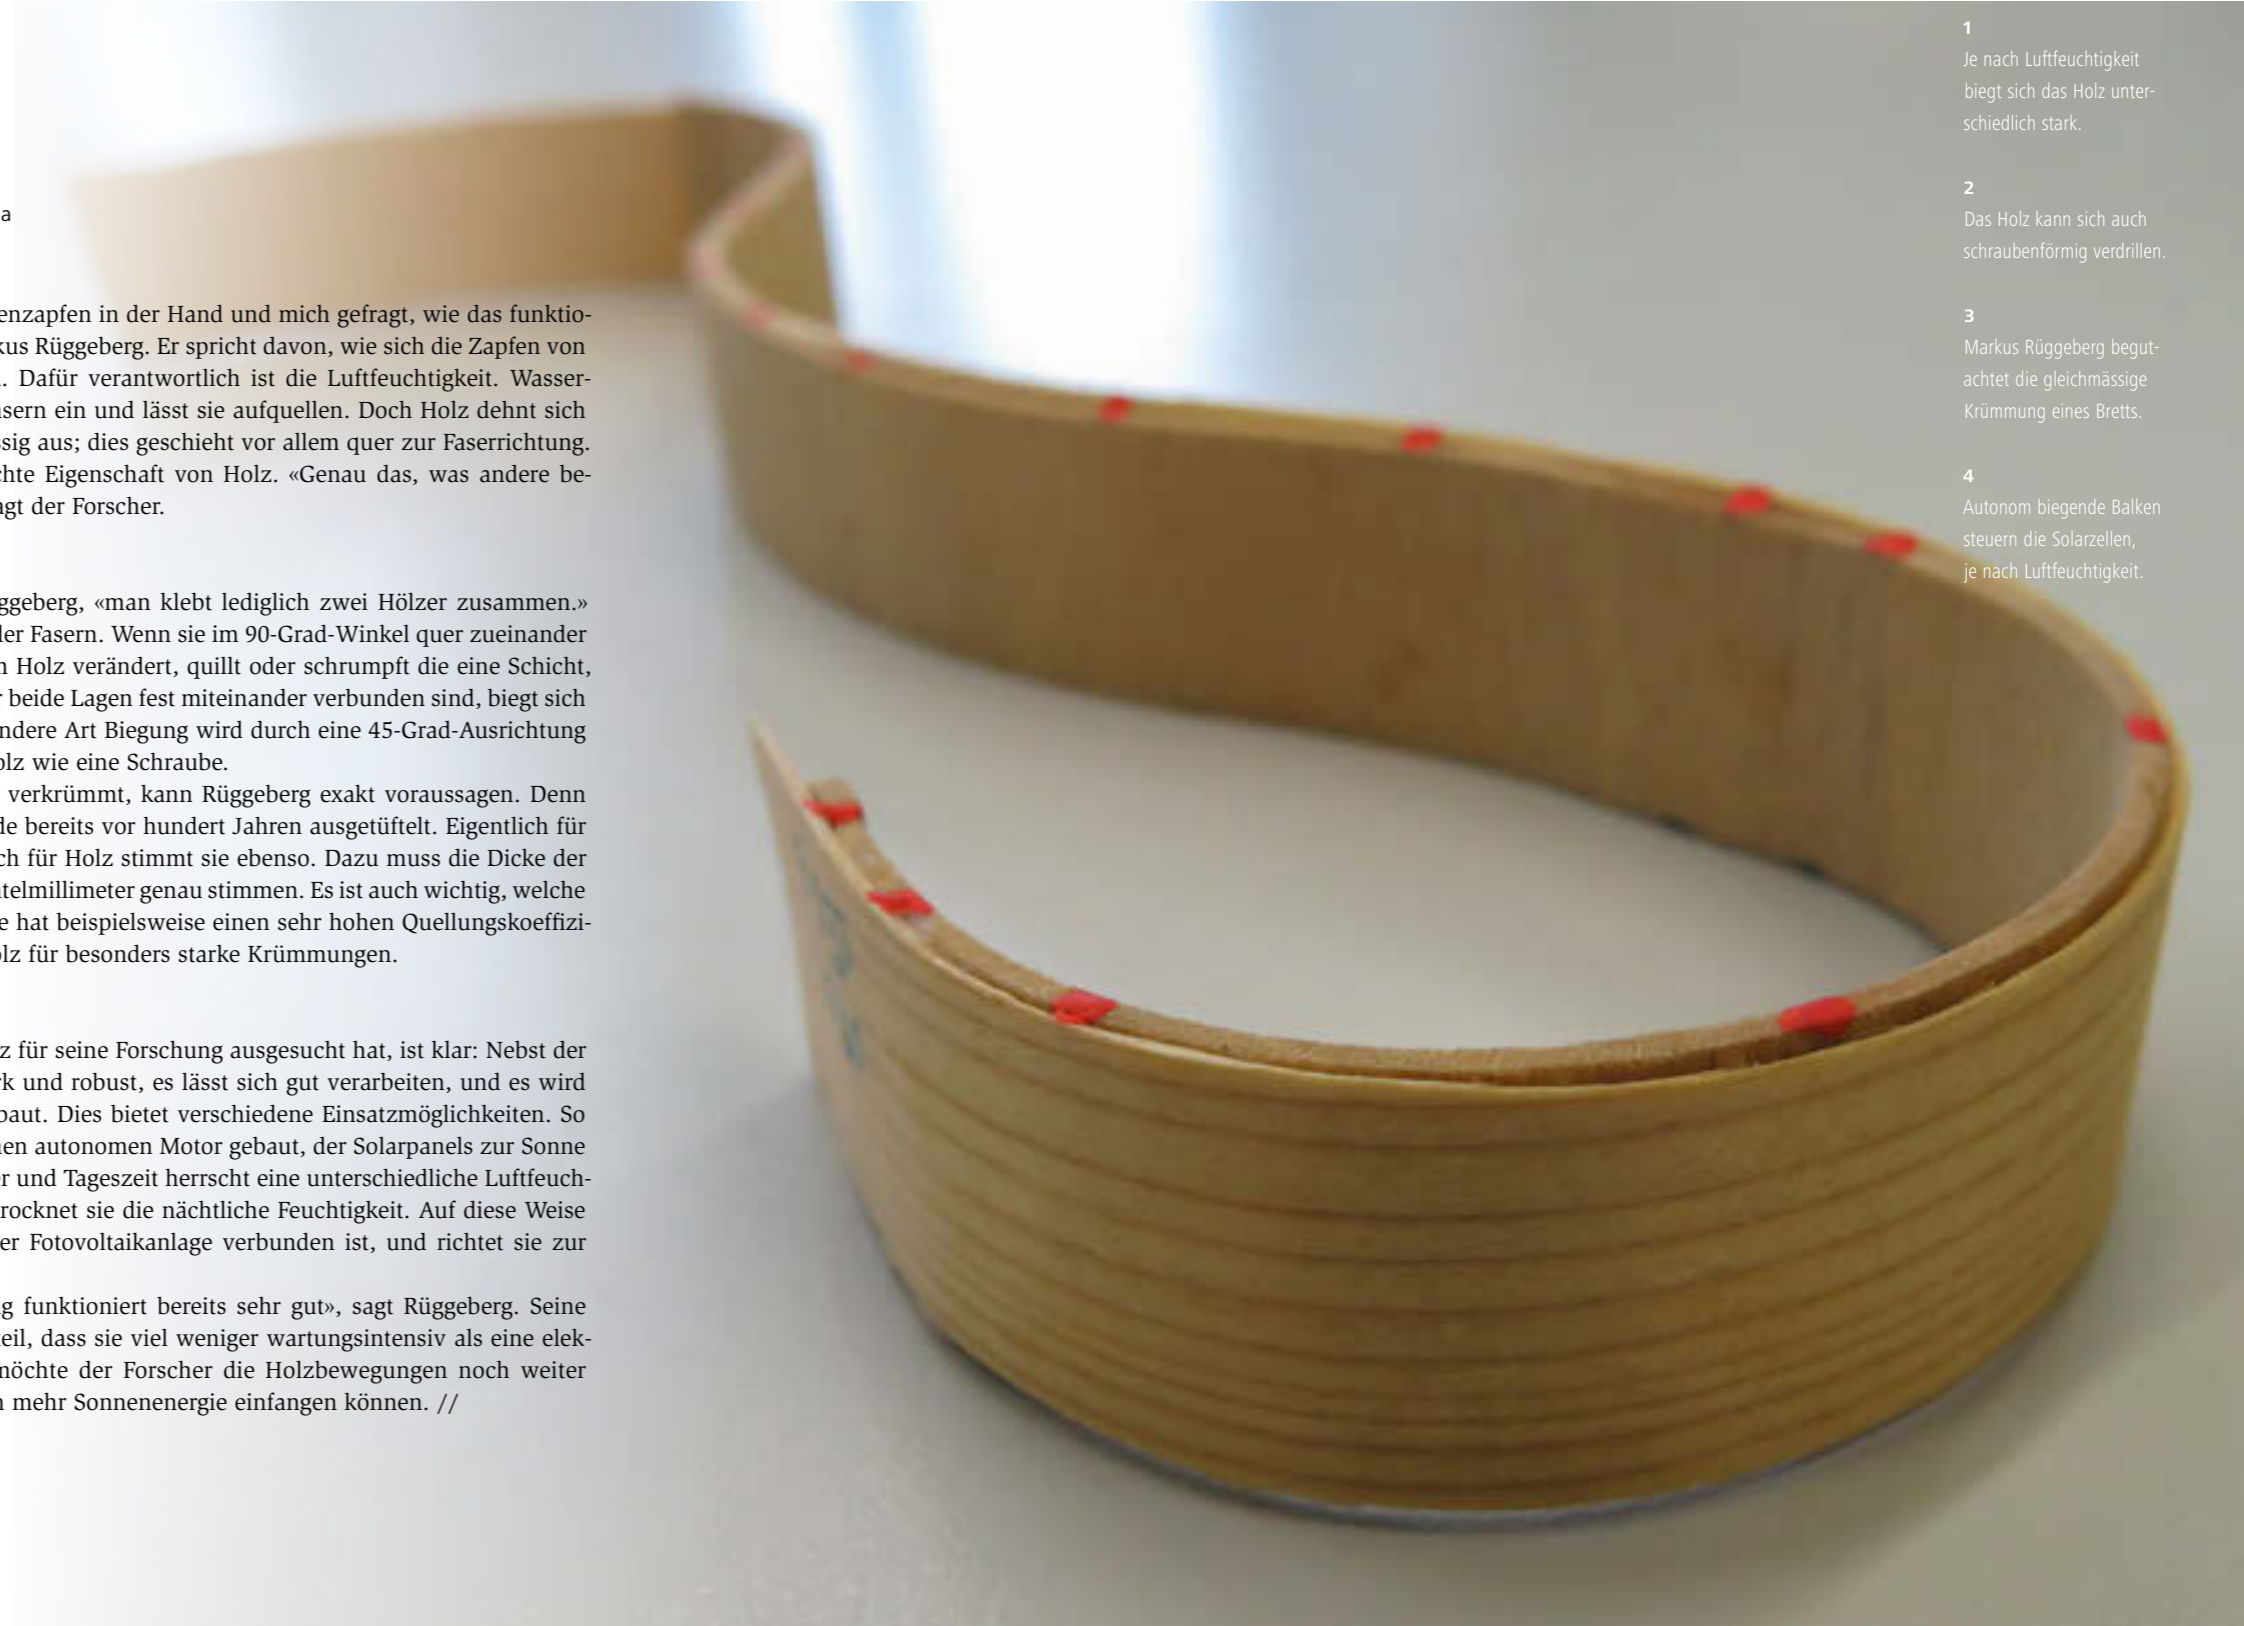 a
enzapfen in der Hand und mich gefragt, wie das funktio-
kus Rüggeberg. Er spricht davon, wie sich die Zapfen von
. Dafür verantwortlich ist die Luftfeuchtigkeit. Wasser-
sern ein und lässt sie aufquellen. Doch Holz dehnt sich
ssig aus; dies geschieht vor allem quer zur Faserrichtung.
chte Eigenschaft von Holz. «Genau das, was andere be-
agt der Forscher.
ggeberg, «man klebt lediglich zwei Hölzer zusammen.»
ler Fasern. Wenn sie im 90-Grad-Winkel quer zueinander
n Holz verändert, quillt oder schrumpft die eine Schicht,
r beide Lagen fest miteinander verbunden sind, biegt sich
ndere Art Biegung wird durch eine 45-Grad-Ausrichtung
olz wie eine Schraube.
verkrümmt, kann Rüggeberg exakt voraussagen. Denn
de bereits vor hundert Jahren ausgetüftelt. Eigentlich für
ch für Holz stimmt sie ebenso. Dazu muss die Dicke der
ntelmillimeter genau stimmen. Es ist auch wichtig, welche
e hat beispielsweise einen sehr hohen Quellungskoeffizi-
olz für besonders starke Krümmungen.
z für seine Forschung ausgesucht hat, ist klar: Nebst der
rk und robust, es lässt sich gut verarbeiten, und es wird
baut. Dies bietet verschiedene Einsatzmöglichkeiten. So
nen autonomen Motor gebaut, der Solarpanels zur Sonne
er und Tageszeit herrscht eine unterschiedliche Luftfeuch-
rocknet sie die nächtliche Feuchtigkeit. Auf diese Weise
er Fotovoltaikanlage verbunden ist, und richtet sie zur
ng funktioniert bereits sehr gut», sagt Rüggeberg. Seine
teil, dass sie viel weniger wartungsintensiv als eine elek-
möchte der Forscher die Holzbewegungen noch weiter
n mehr Sonnenenergie einfangen können. //
1
Je nach Luftfeuchtigkeit
biegt sich das Holz unter-
schiedlich stark.
2
Das Holz kann sich auch
schraubenförmig verdrillen.
3
Markus Rüggeberg begut-
achtet die gleichmässige
Krümmung eines Bretts.
4
Autonom biegende Balken
steuern die Solarzellen,
je nach Luftfeuchtigkeit.